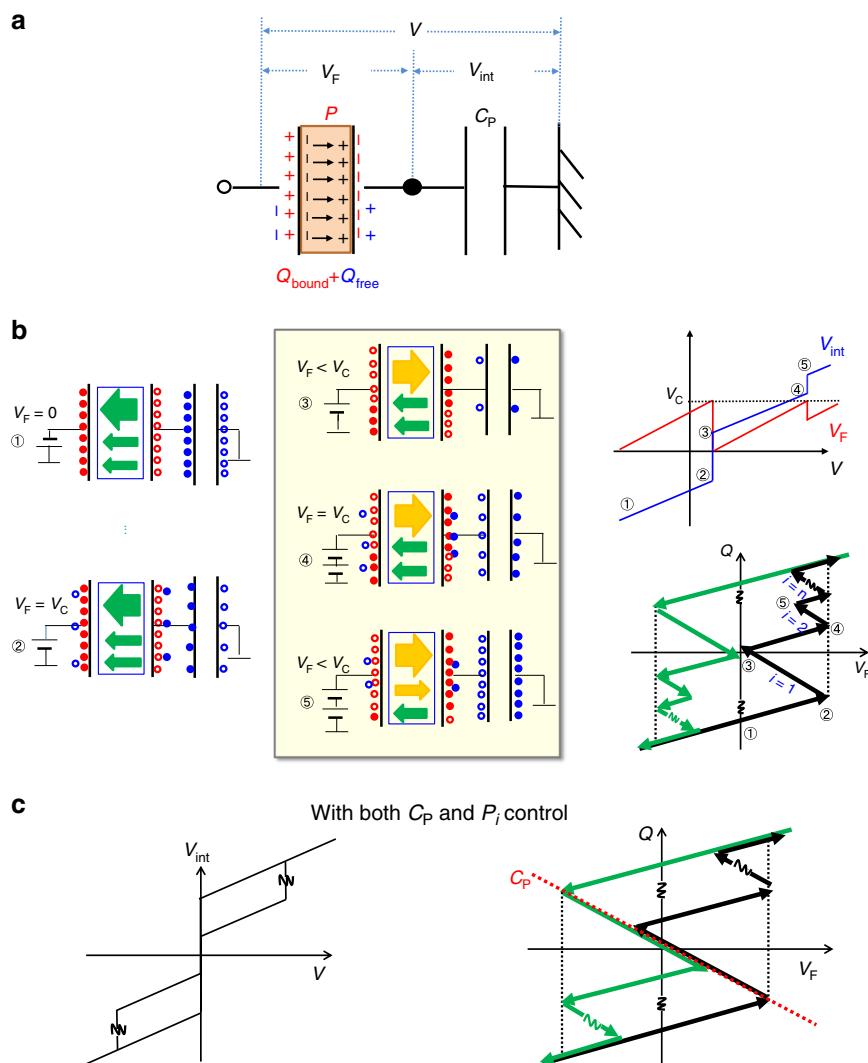 a
V
V_F
V_int
P
C_P
Q_bound+Q_free
b
V_F = 0
①
⋮
V_F = V_C
②
V_F < V_C
③
V_F = V_C
④
V_F < V_C
⑤
V_int
⑤
V_C
④
③
V_F
②
V
①
Q
i = n
⑤
i = 2
④
③
V_F
i = 1
②
①
c
With both C_P and P_i control
V_int
V
Q
C_P
V_F